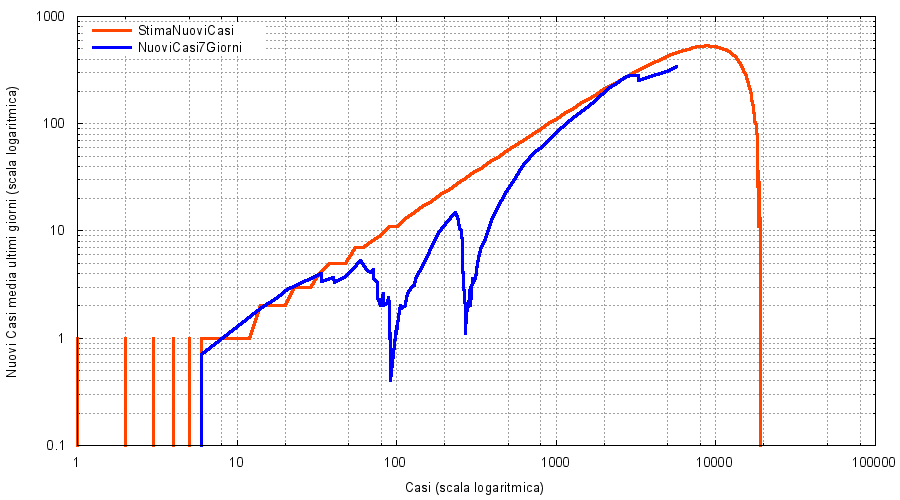 1000
StimaNuoviCasi
NuoviCasi7Giorni
100
10
1
0.1
Nuovi Casi media ultimi giorni (scala logaritmica)
1 10 100 1000 10000 100000
Casi (scala logaritmica)